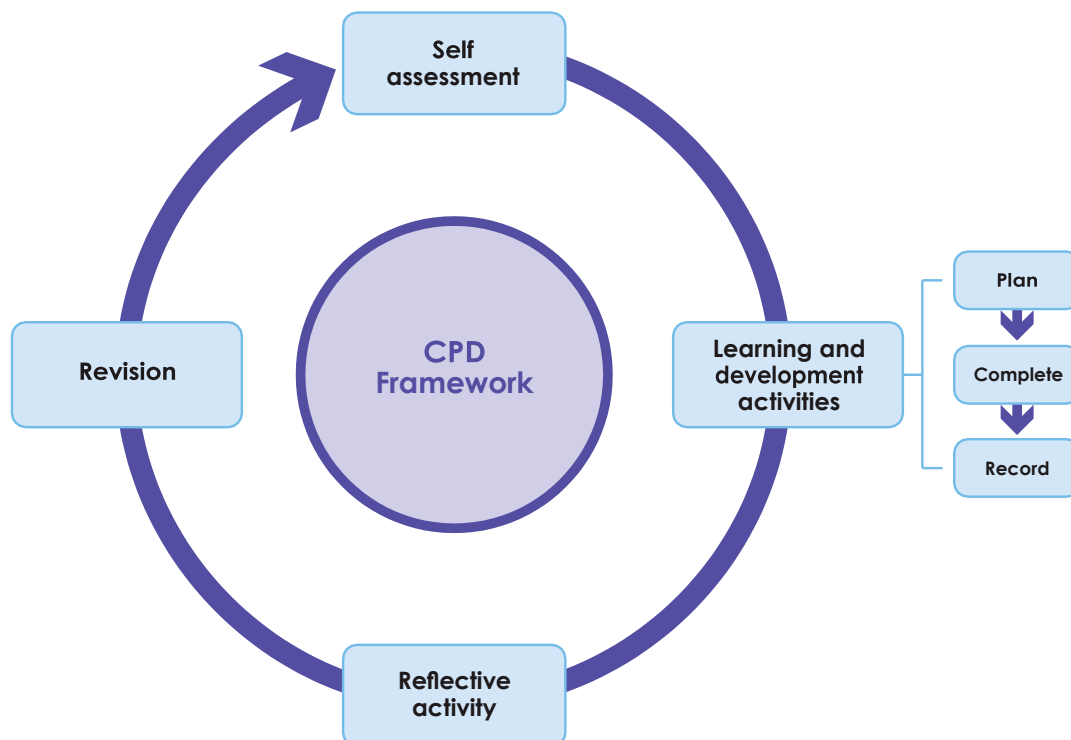 Self
assessment
Learning and
development
activities
Plan
Complete
Record
Reflective
activity
Revision
CPD
Framework